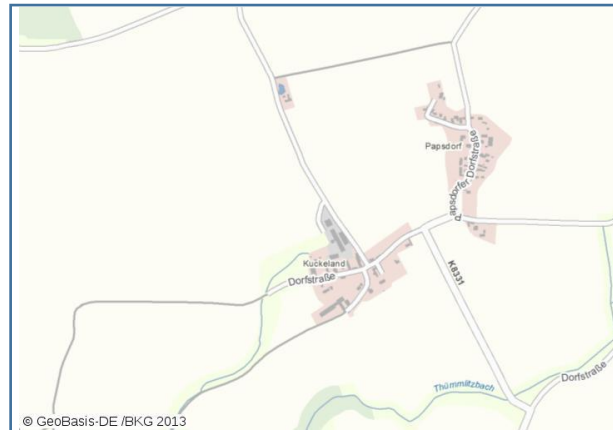 Papsdorf
Papsdorfer Dorfstraße
Kuckeland
Dorfstraße
K8331
Thümmlitzbach
Dorfstraße
© GeoBasis-DE /BKG 2013